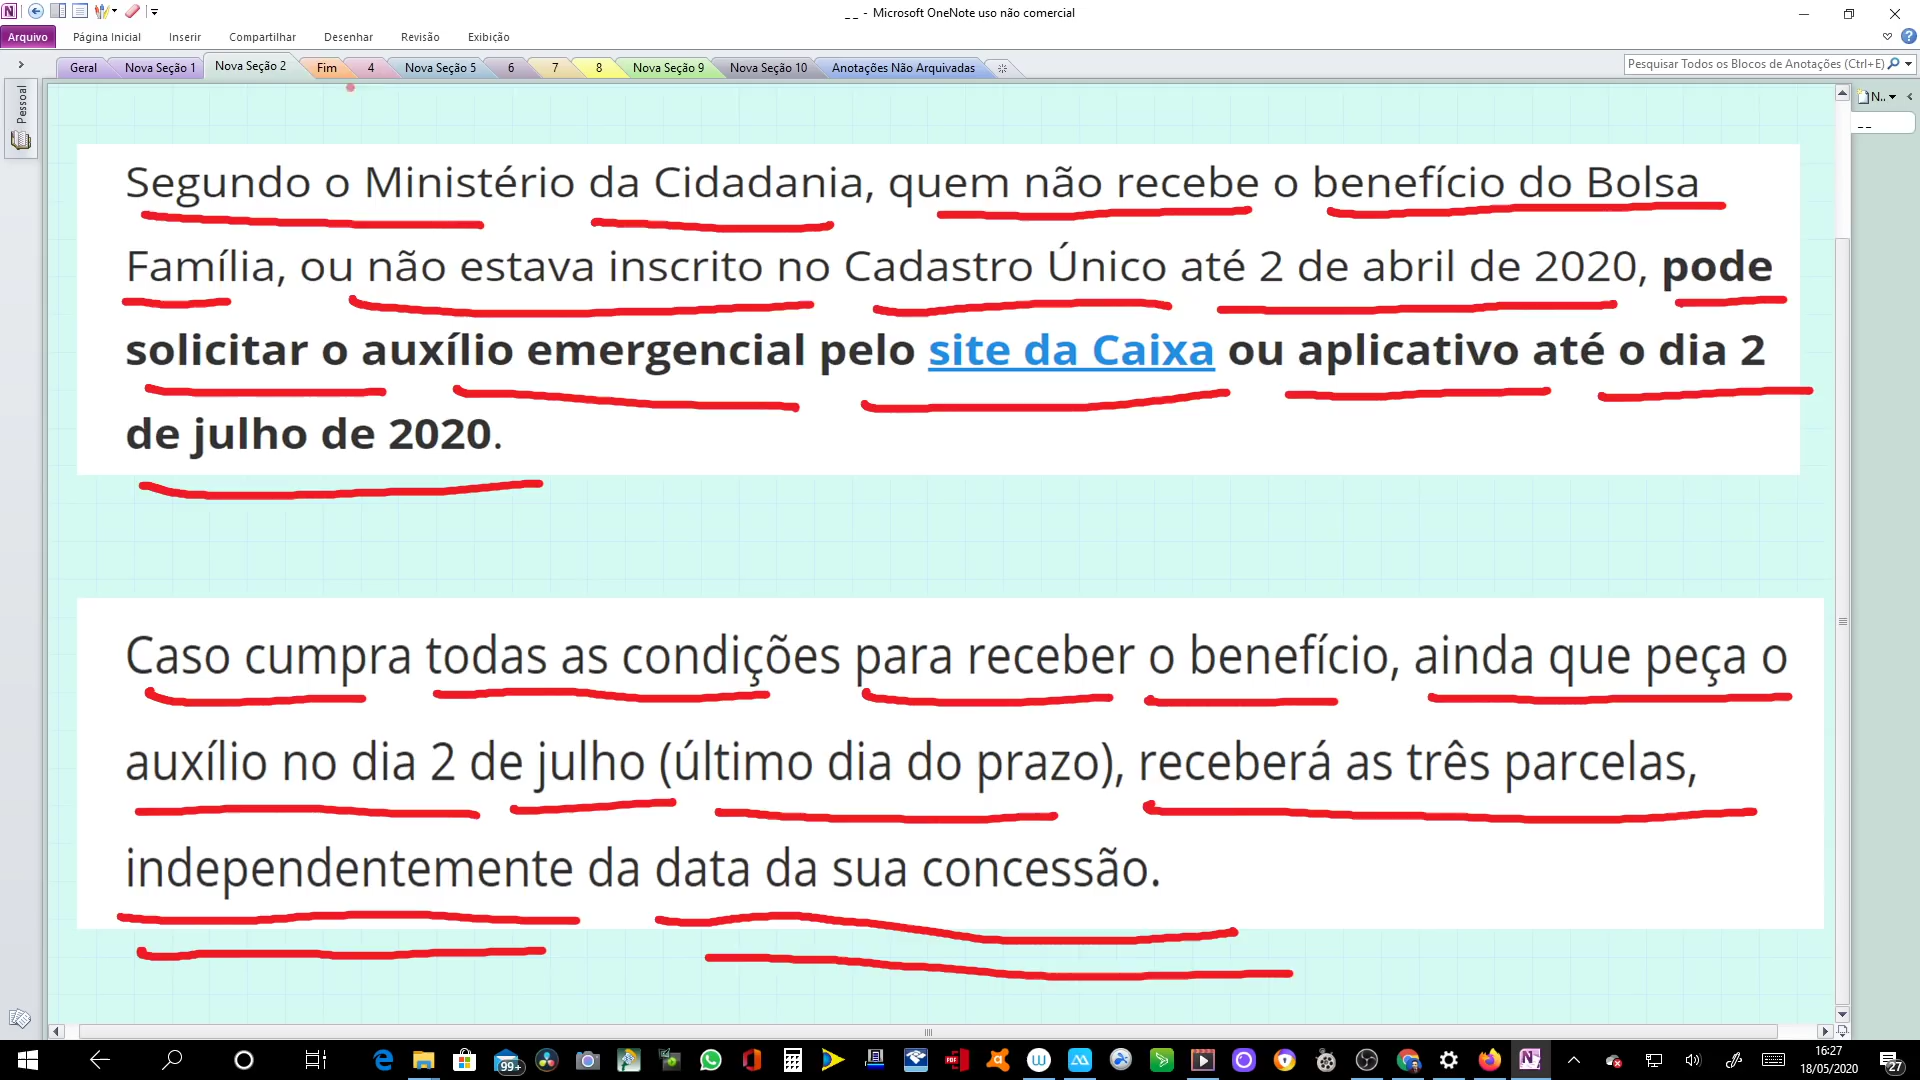 _ _ - Microsoft OneNote uso não comercial
Arquivo Página Inicial Inserir Compartilhar Desenhar Revisão Exibição
Geral Nova Seção 1 Nova Seção 2 Fim 4 Nova Seção 5 6 7 8 Nova Seção 9 Nova Seção 10 Anotações Não Arquivadas Pesquisar Todos os Blocos de Anotações (Ctrl+E)
Pessoal
N..
_ _
Segundo o Ministério da Cidadania, quem não recebe o benefício do Bolsa
Família, ou não estava inscrito no Cadastro Único até 2 de abril de 2020, pode
solicitar o auxílio emergencial pelo site da Caixa ou aplicativo até o dia 2
de julho de 2020.
Caso cumpra todas as condições para receber o benefício, ainda que peça o
auxílio no dia 2 de julho (último dia do prazo), receberá as três parcelas,
independentemente da data da sua concessão.
99+
16:27
18/05/2020
27